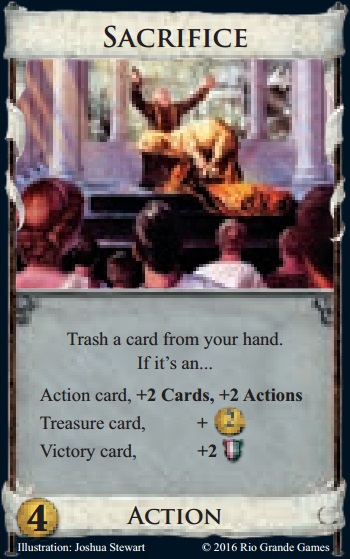 SACRIFICE
Trash a card from your hand.
If it's an...
Action card, +2 Cards, +2 Actions
Treasure card, + 2
Victory card, +2
4 ACTION
Illustration: Joshua Stewart © 2016 Rio Grande Games